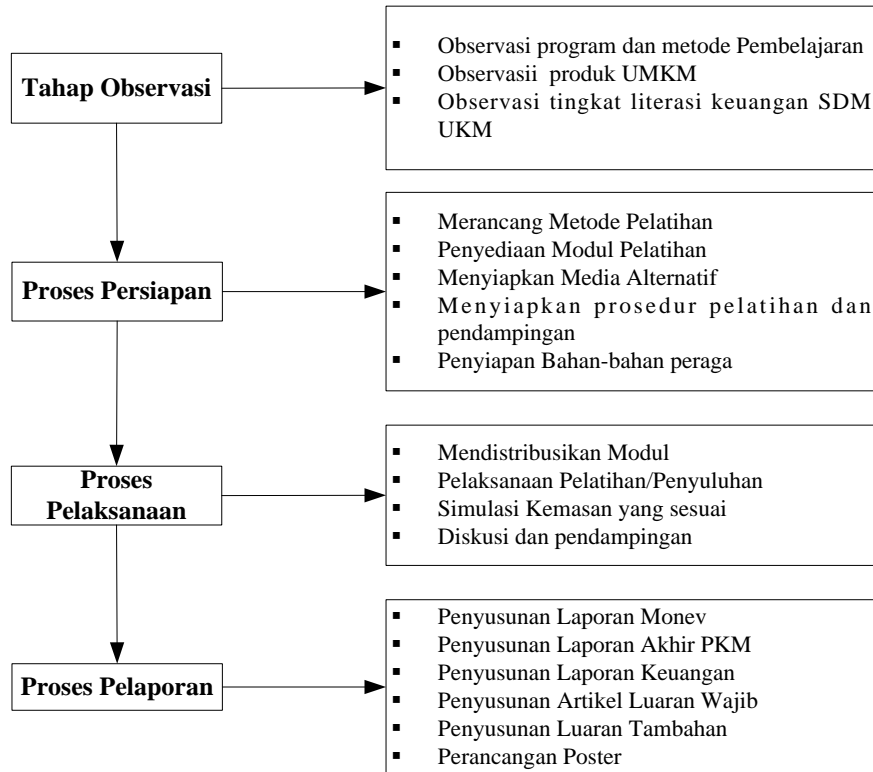 Tahap Observasi
▪ Observasi program dan metode Pembelajaran
▪ Observasii produk UMKM
▪ Observasi tingkat literasi keuangan SDM
UKM
Proses Persiapan
▪ Merancang Metode Pelatihan
▪ Penyediaan Modul Pelatihan
▪ Menyiapkan Media Alternatif
▪ Menyiapkan prosedur pelatihan dan
pendampingan
▪ Penyiapan Bahan-bahan peraga
Proses
Pelaksanaan
▪ Mendistribusikan Modul
▪ Pelaksanaan Pelatihan/Penyuluhan
▪ Simulasi Kemasan yang sesuai
▪ Diskusi dan pendampingan
Proses Pelaporan
▪ Penyusunan Laporan Monev
▪ Penyusunan Laporan Akhir PKM
▪ Penyusunan Laporan Keuangan
▪ Penyusunan Artikel Luaran Wajib
▪ Penyusunan Luaran Tambahan
▪ Perancangan Poster